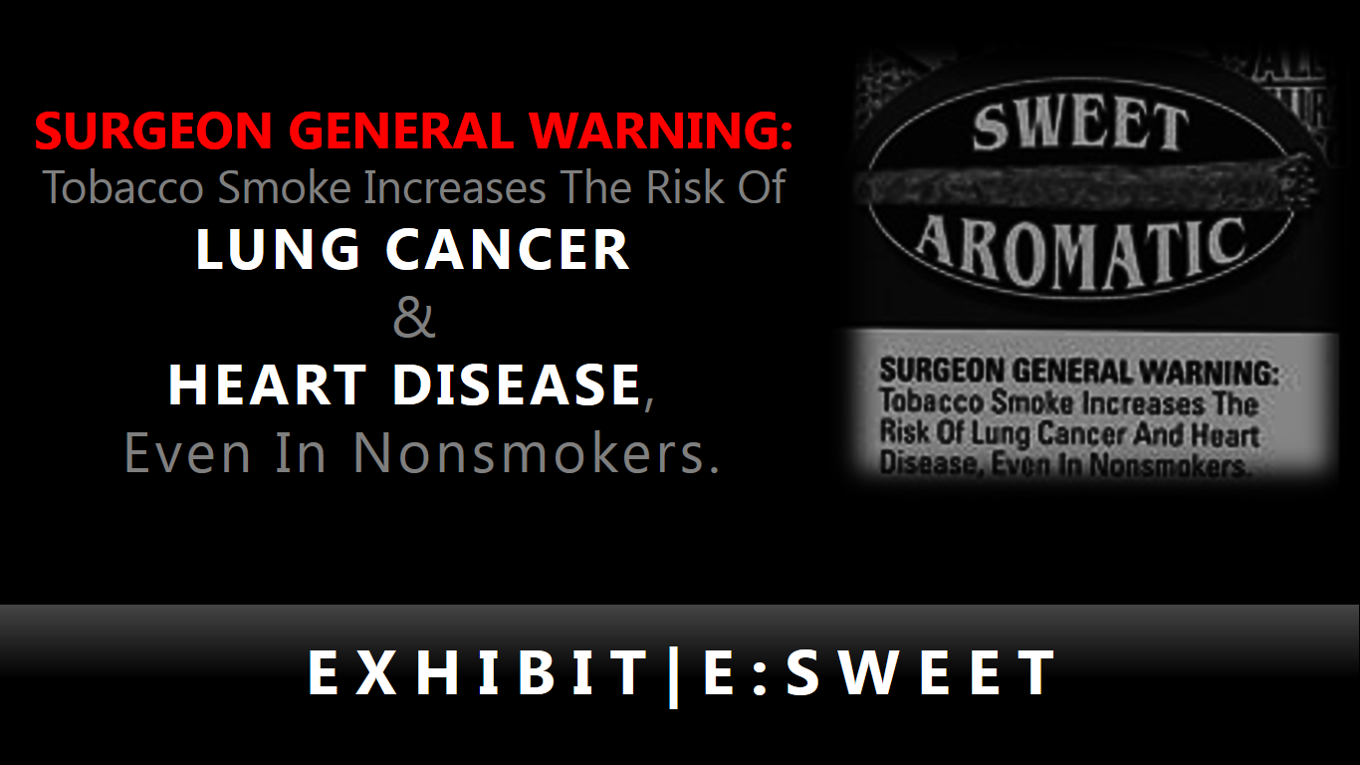 SURGEON GENERAL WARNING:
Tobacco Smoke Increases The Risk Of
LUNG CANCER
&
HEART DISEASE,
Even In Nonsmokers.
SWEET
AROMATIC
SURGEON GENERAL WARNING:
Tobacco Smoke Increases The
Risk Of Lung Cancer And Heart
Disease, Even In Nonsmokers.
EXHIBIT|E:SWEET